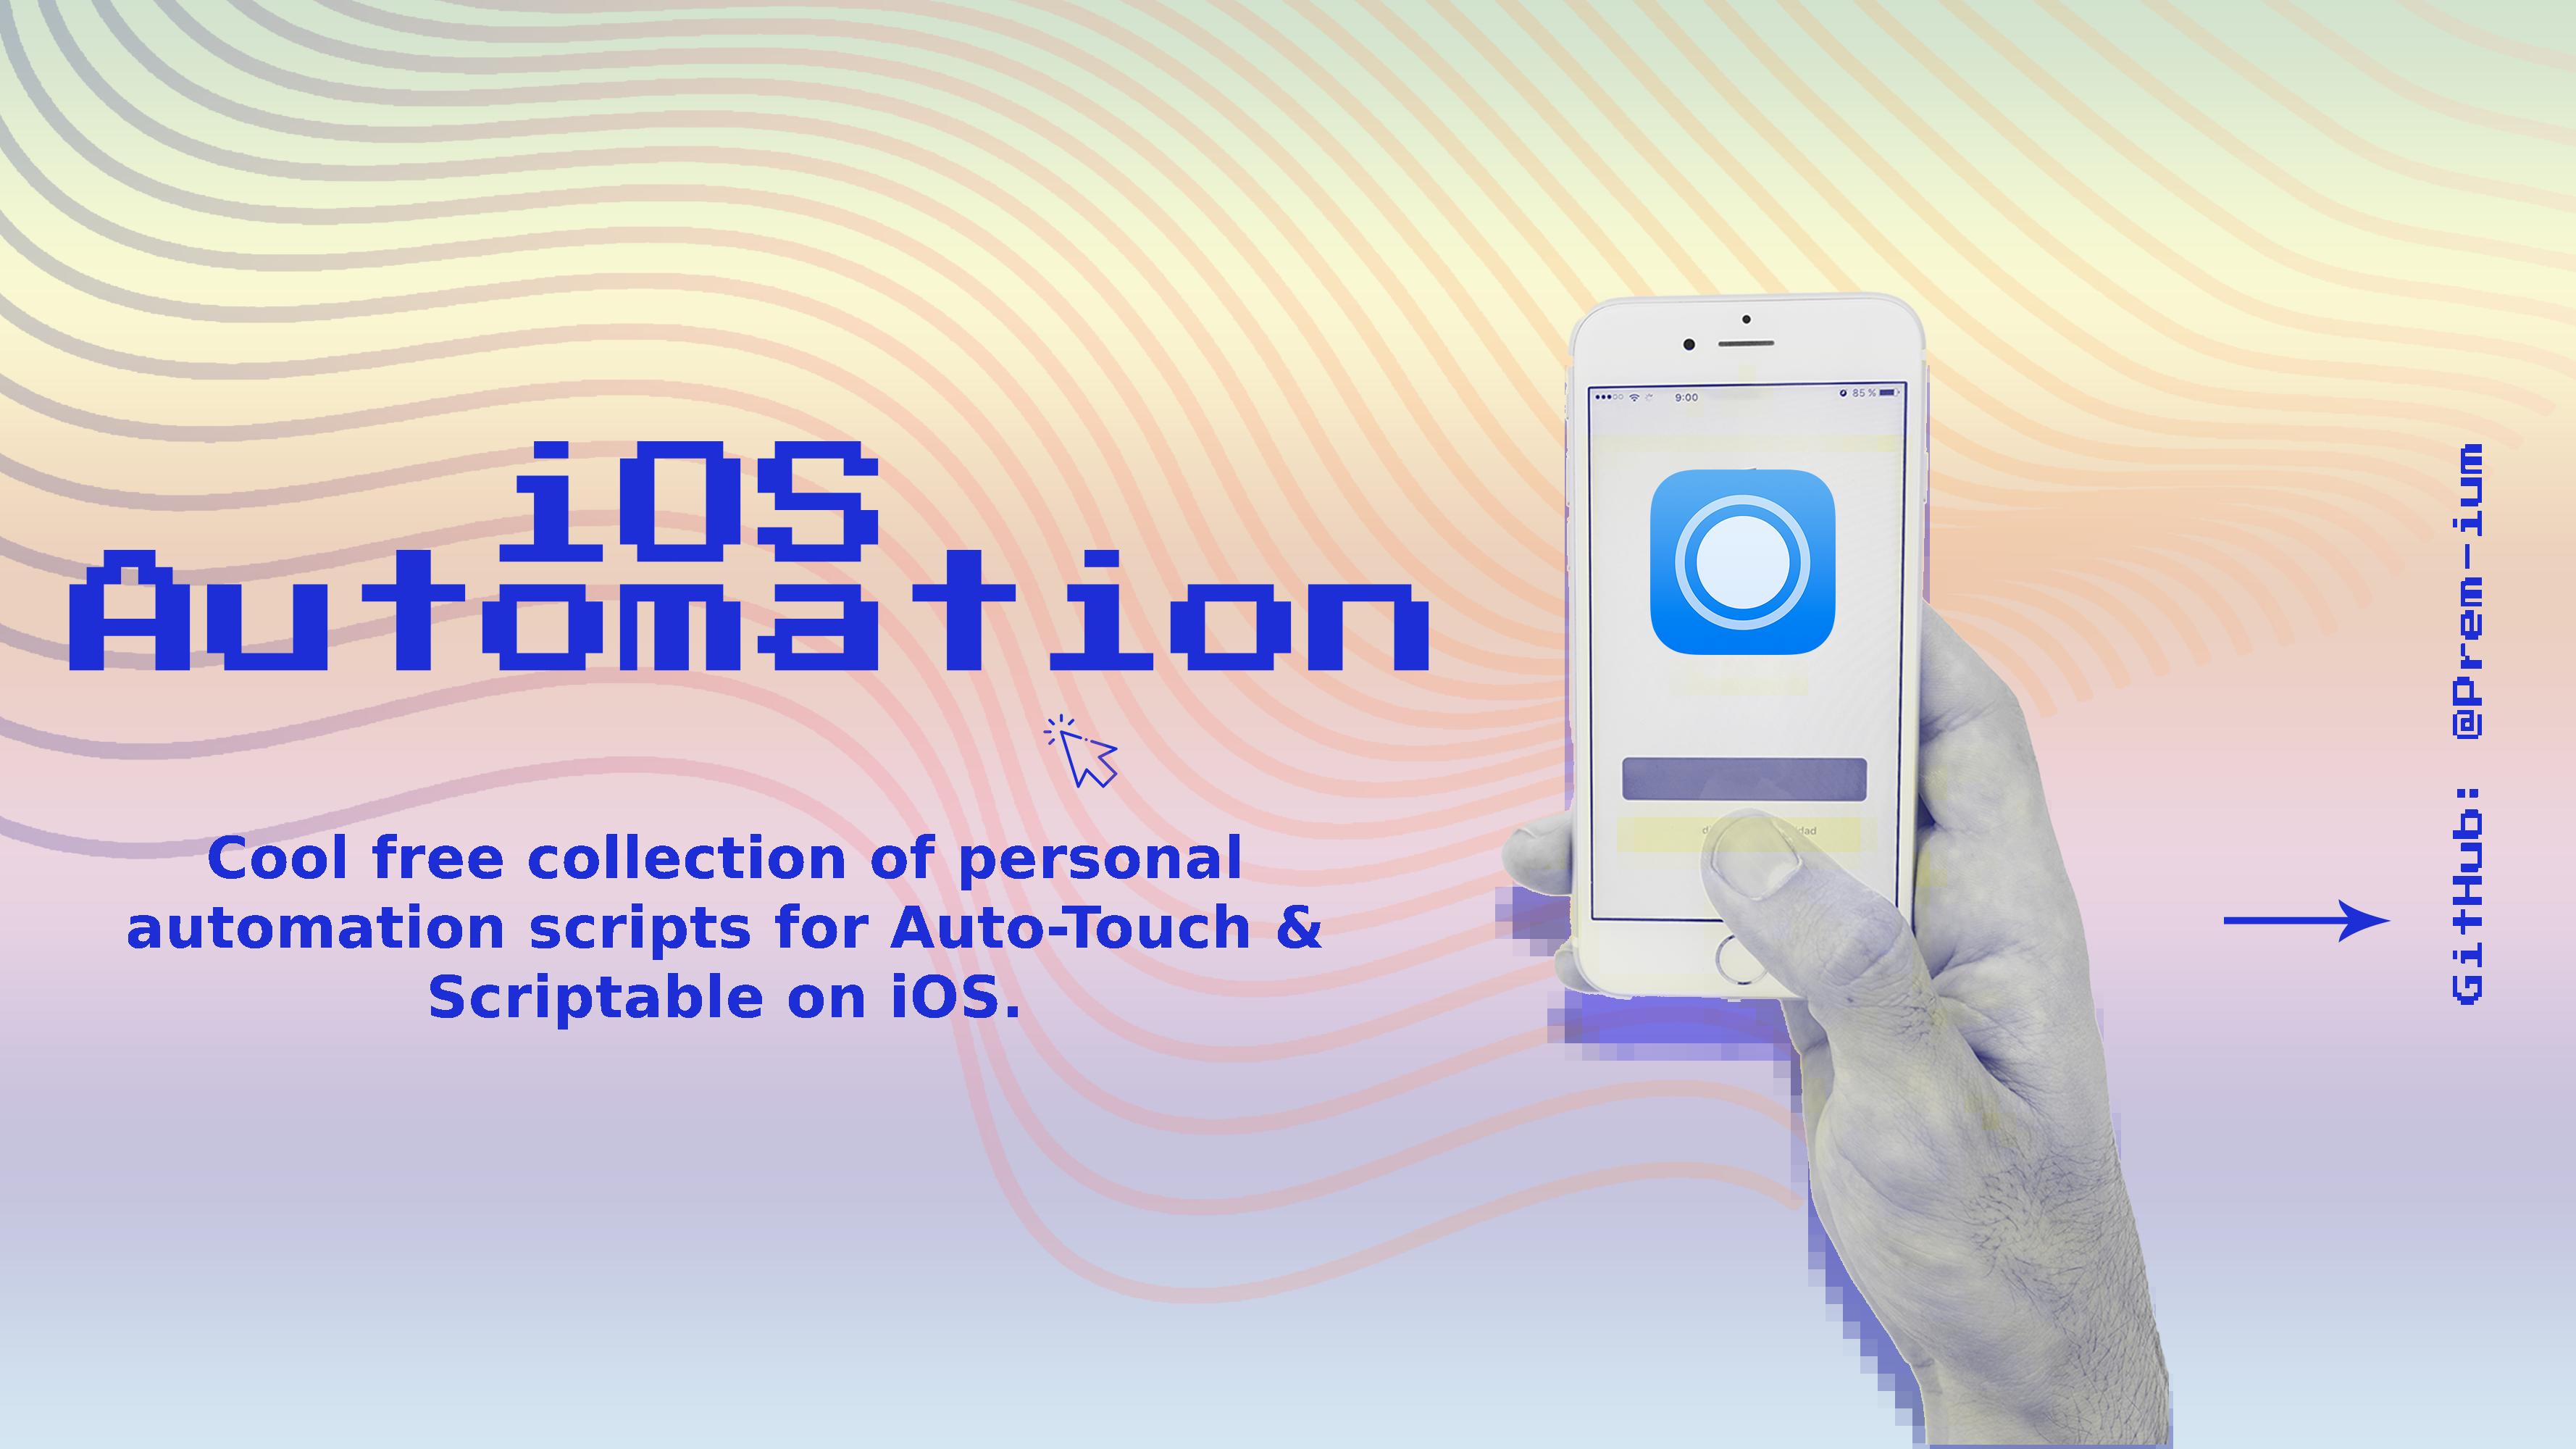 iOS
Automation
Cool free collection of personal
automation scripts for Auto-Touch &
Scriptable on iOS.
9:00
85 %
GitHub: @Prem-ium